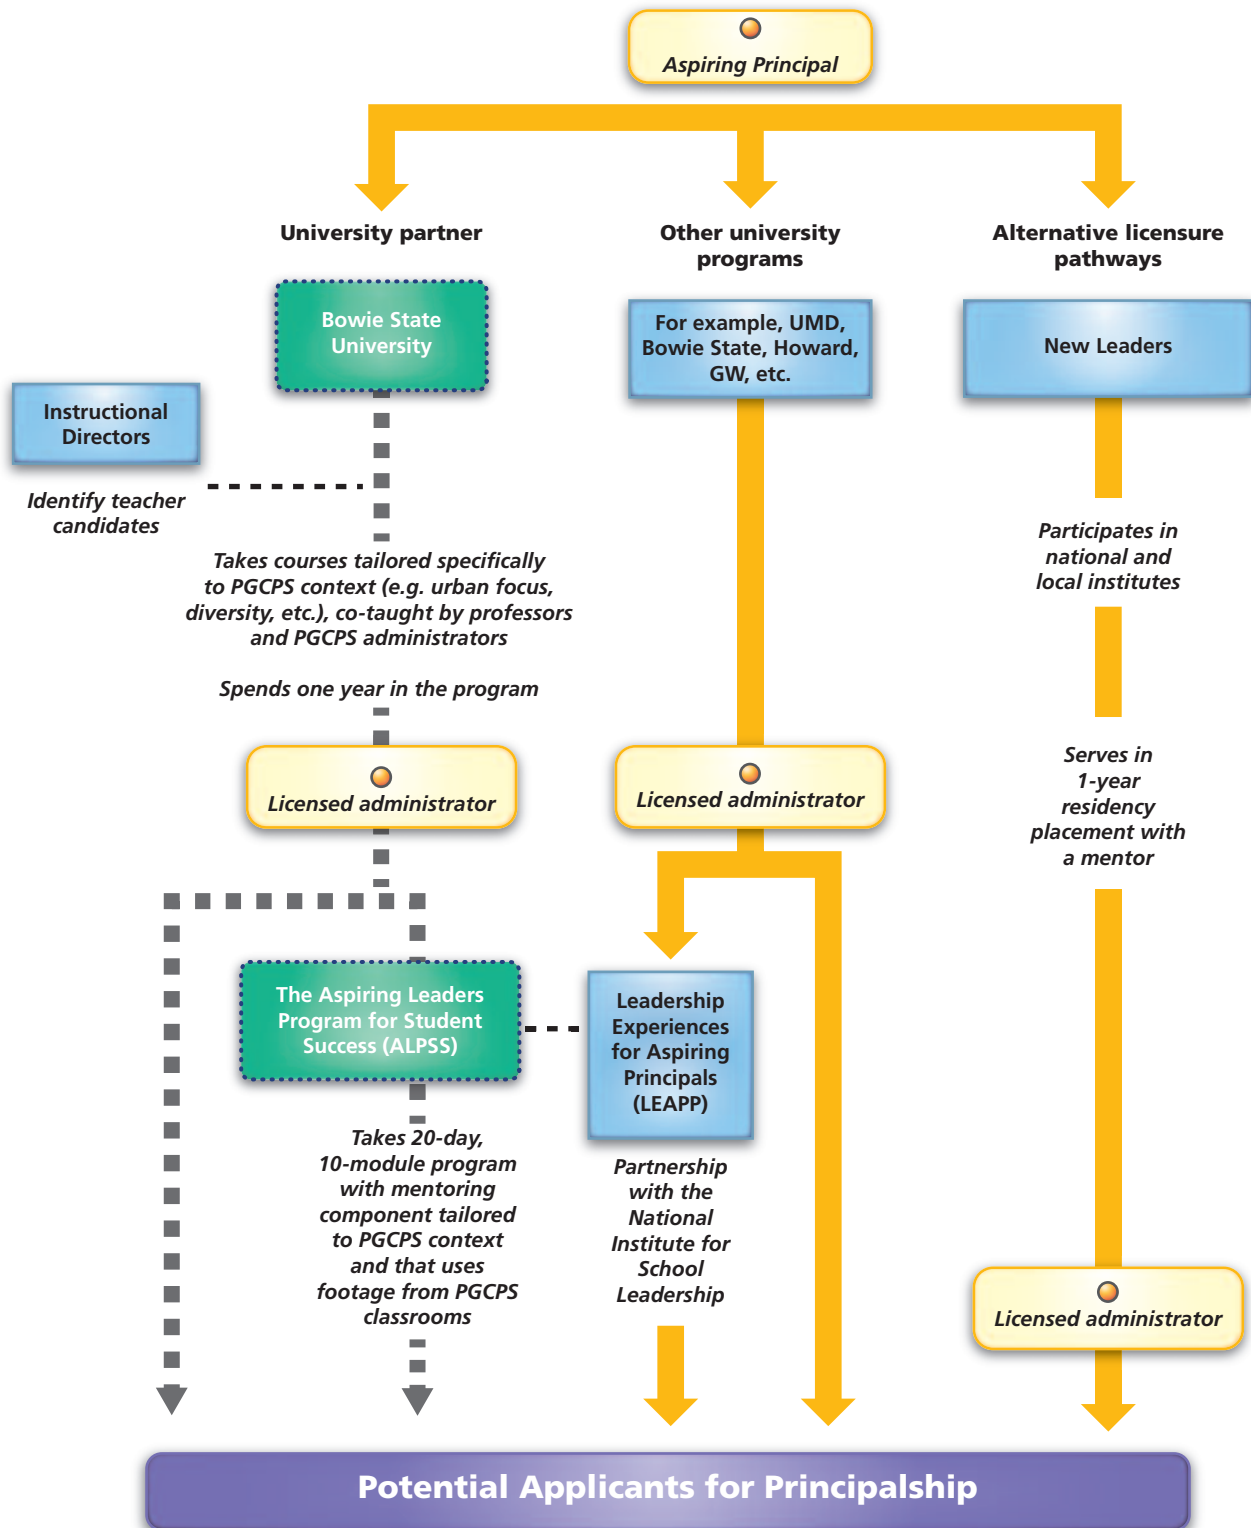 Aspiring Principal
University partner
Other university
programs
Alternative licensure
pathways
Bowie State
University
For example, UMD,
Bowie State, Howard,
GW, etc.
New Leaders
Instructional
Directors
Identify teacher
candidates
Takes courses tailored specifically
to PGCPS context (e.g. urban focus,
diversity, etc.), co-taught by professors
and PGCPS administrators
Spends one year in the program
Participates in
national and
local institutes
Licensed administrator
Licensed administrator
Serves in
1-year
residency
placement with
a mentor
The Aspiring Leaders
Program for Student
Success (ALPSS)
Leadership
Experiences
for Aspiring
Principals
(LEAPP)
Takes 20-day,
10-module program
with mentoring
component tailored
to PGCPS context
and that uses
footage from PGCPS
classrooms
Partnership
with the
National
Institute for
School
Leadership
Licensed administrator
Potential Applicants for Principalship